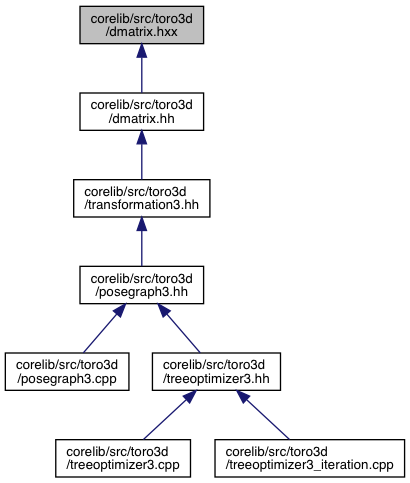 corelib/src/toro3d
/dmatrix.hxx
corelib/src/toro3d
/dmatrix.hh
corelib/src/toro3d
/transformation3.hh
corelib/src/toro3d
/posegraph3.hh
corelib/src/toro3d
/posegraph3.cpp
corelib/src/toro3d
/treeoptimizer3.hh
corelib/src/toro3d
/treeoptimizer3.cpp
corelib/src/toro3d
/treeoptimizer3_iteration.cpp